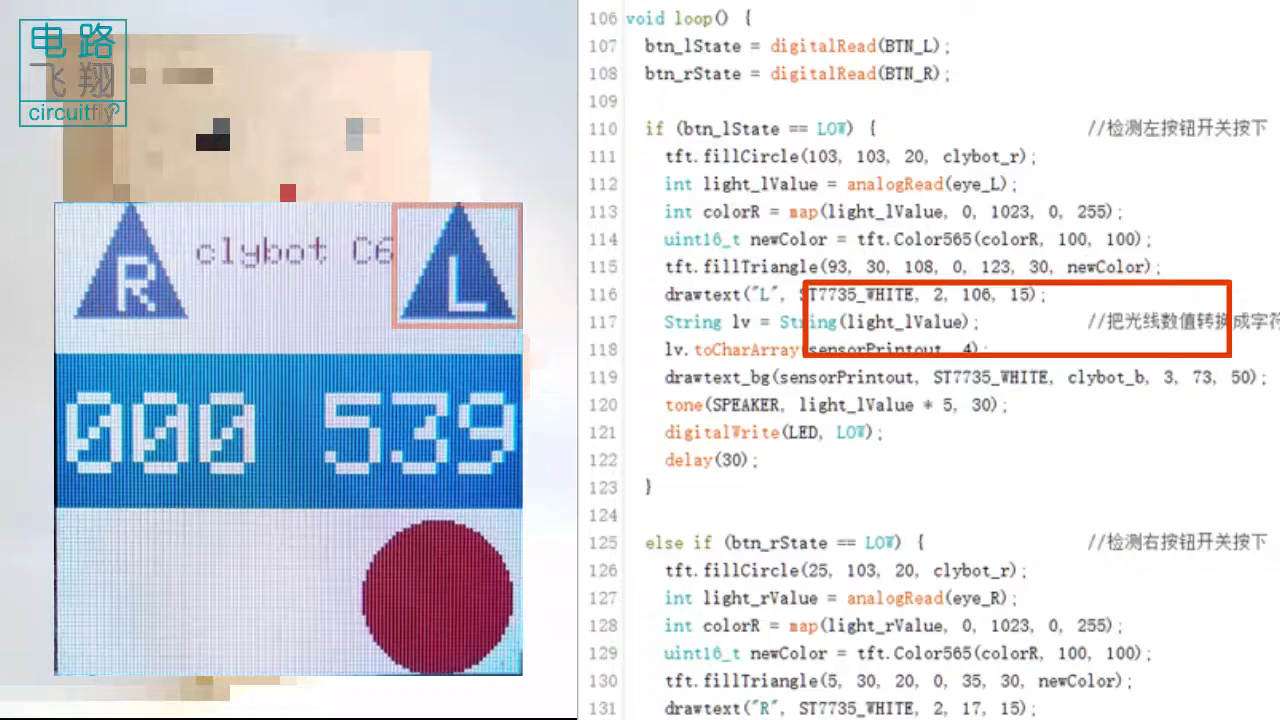 电路
飞翔
circuitfly
R
clybot C6
L
000 539
106 void loop() {
107 btn_lState = digitalRead(BTN_L);
108 btn_rState = digitalRead(BTN_R);
109
110 if (btn_lState == LOW) { //检测左按钮开关按下
111 tft.fillCircle(103, 103, 20, clybot_r);
112 int light_lValue = analogRead(eye_L);
113 int colorR = map(light_lValue, 0, 1023, 0, 255);
114 uint16_t newColor = tft.Color565(colorR, 100, 100);
115 tft.fillTriangle(93, 30, 108, 0, 123, 30, newColor);
116 drawtext("L", ST7735_WHITE, 2, 106, 15);
117 String lv = String(light_lValue); //把光线数值转换成字符
118 lv.toCharArray(sensorPrintout, 4);
119 drawtext_bg(sensorPrintout, ST7735_WHITE, clybot_b, 3, 73, 50);
120 tone(SPEAKER, light_lValue * 5, 30);
121 digitalWrite(LED, LOW);
122 delay(30);
123 }
124
125 else if (btn_rState == LOW) { //检测右按钮开关按下
126 tft.fillCircle(25, 103, 20, clybot_r);
127 int light_rValue = analogRead(eye_R);
128 int colorR = map(light_rValue, 0, 1023, 0, 255);
129 uint16_t newColor = tft.Color565(colorR, 100, 100);
130 tft.fillTriangle(5, 30, 20, 0, 35, 30, newColor);
131 drawtext("R", ST7735_WHITE, 2, 17, 15);